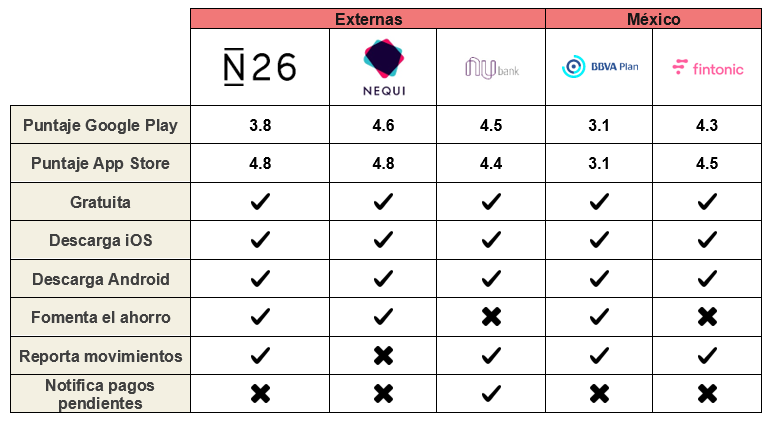 Externas México
N26 NEQUI nu bank BBVA Plan fintonic
Puntaje Google Play 3.8 4.6 4.5 3.1 4.3
Puntaje App Store 4.8 4.8 4.4 3.1 4.5
Gratuita ✓ ✓ ✓ ✓ ✓
Descarga iOS ✓ ✓ ✓ ✓ ✓
Descarga Android ✓ ✓ ✓ ✓ ✓
Fomenta el ahorro ✓ ✓ ✖ ✓ ✖
Reporta movimientos ✓ ✖ ✓ ✓ ✓
Notifica pagos
pendientes ✖ ✖ ✓ ✖ ✖